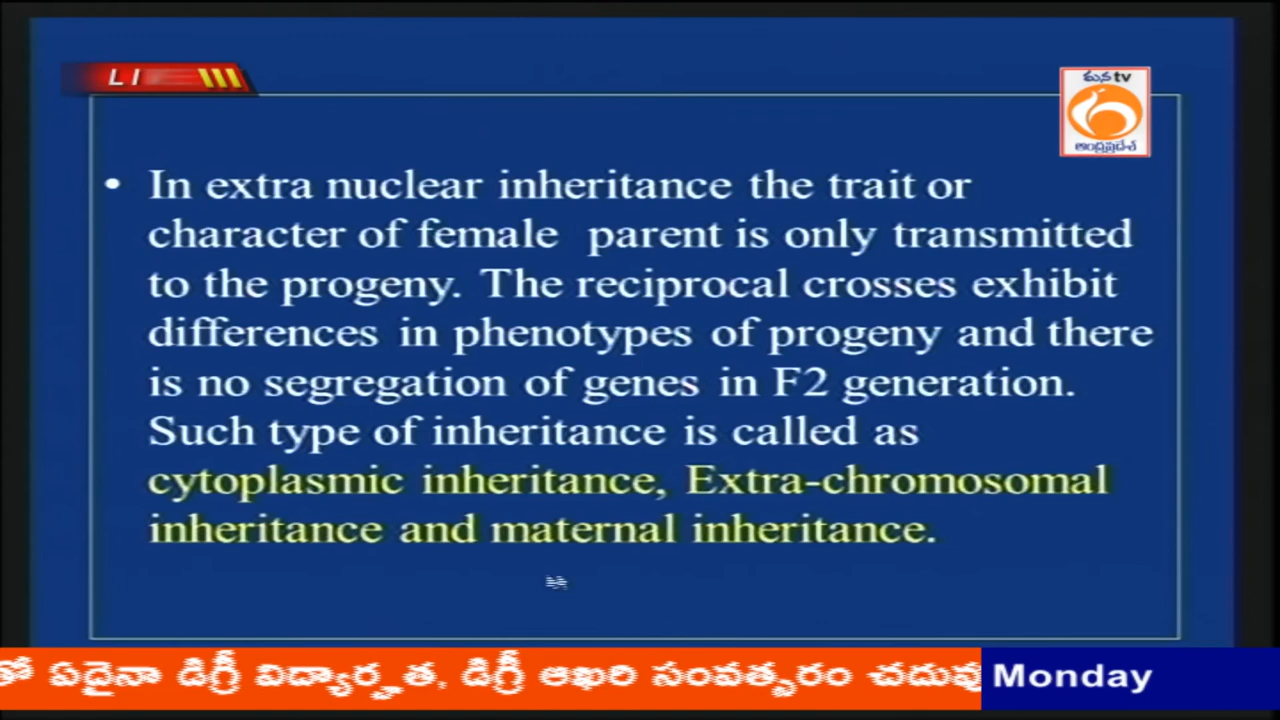 LI
మన tv
ఆంధ్రప్రదేశ్
• In extra nuclear inheritance the trait or
character of female parent is only transmitted
to the progeny. The reciprocal crosses exhibit
differences in phenotypes of progeny and there
is no segregation of genes in F2 generation.
Such type of inheritance is called as
cytoplasmic inheritance, Extra-chromosomal
inheritance and maternal inheritance.
తో ఏదైనా డిగ్రీ విద్యార్హత, డిగ్రీ ఆఖరి సంవత్సరం చదువు
Monday